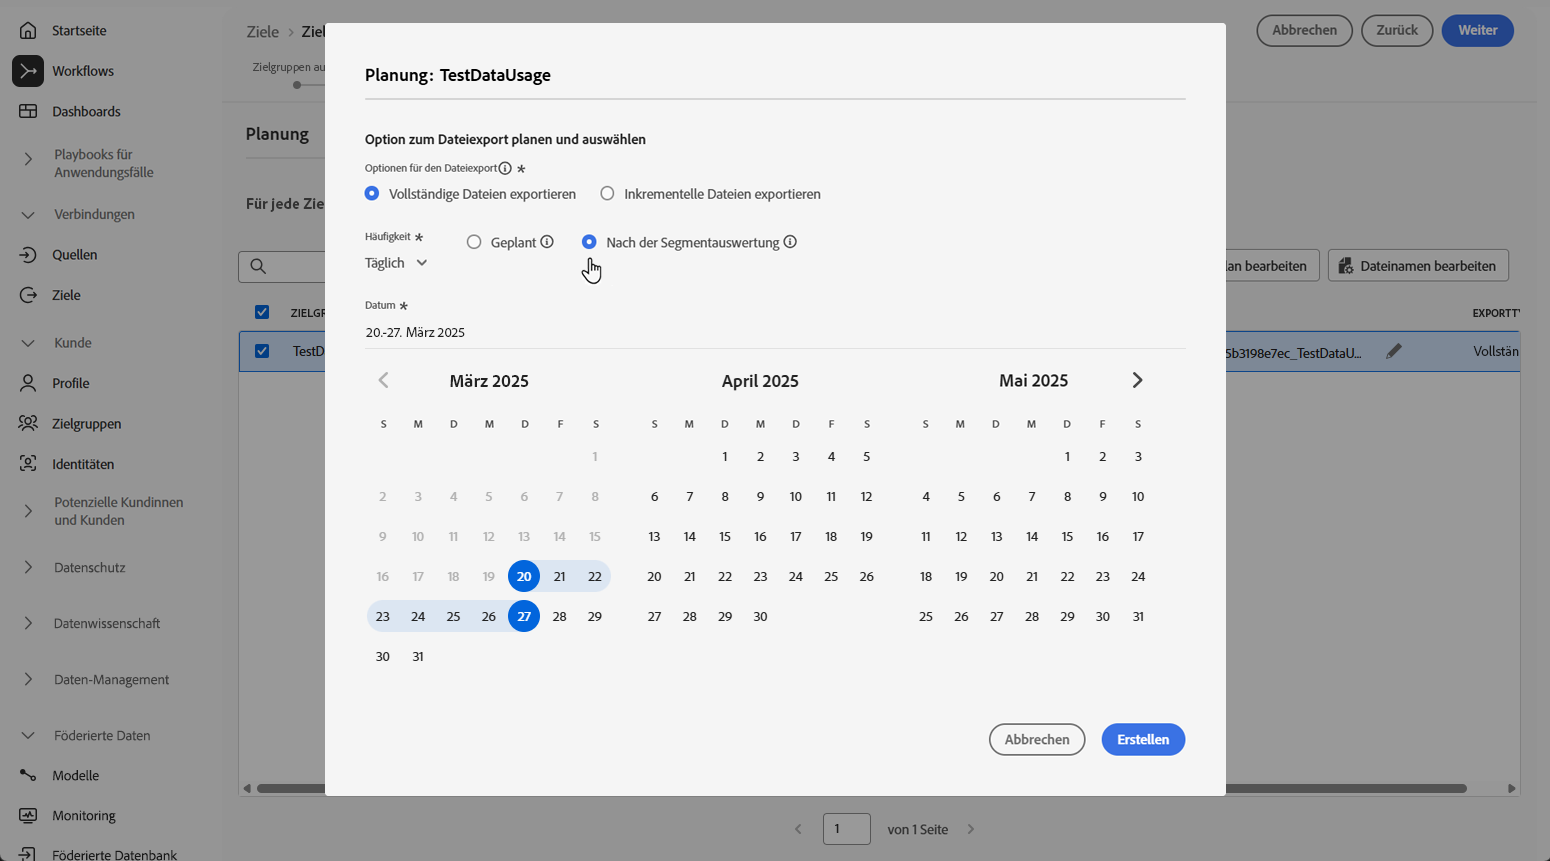 Startseite
Workflows
Dashboards
Playbooks für
Anwendungsfälle
Verbindungen
Quellen
Ziele
Kunde
Profile
Zielgruppen
Identitäten
Potenzielle Kundinnen
und Kunden
Datenschutz
Datenwissenschaft
Daten-Management
Föderierte Daten
Modelle
Monitoring
Föderierte Datenbank
Ziele > Ziel
Abbrechen
Zurück
Weiter
Zielgruppen au
Planung
Für jede Zie
lan bearbeiten
Dateinamen bearbeiten
ZIELGR
EXPORTTY
TestD
5b3198e7ec_TestDataU...
Vollstän
Planung: TestDataUsage
Option zum Dateiexport planen und auswählen
Optionen für den Dateiexport *
Vollständige Dateien exportieren
Inkrementelle Dateien exportieren
Häufigkeit *
Täglich
Geplant
Nach der Segmentauswertung
Datum *
20.-27. März 2025
März 2025
S M D M D F S
1
2 3 4 5 6 7 8
9 10 11 12 13 14 15
16 17 18 19 20 21 22
23 24 25 26 27 28 29
30 31
April 2025
S M D M D F S
1 2 3 4 5
6 7 8 9 10 11 12
13 14 15 16 17 18 19
20 21 22 23 24 25 26
27 28 29 30
Mai 2025
S M D M D F S
1 2 3
4 5 6 7 8 9 10
11 12 13 14 15 16 17
18 19 20 21 22 23 24
25 26 27 28 29 30 31
Abbrechen
Erstellen
1
von 1 Seite